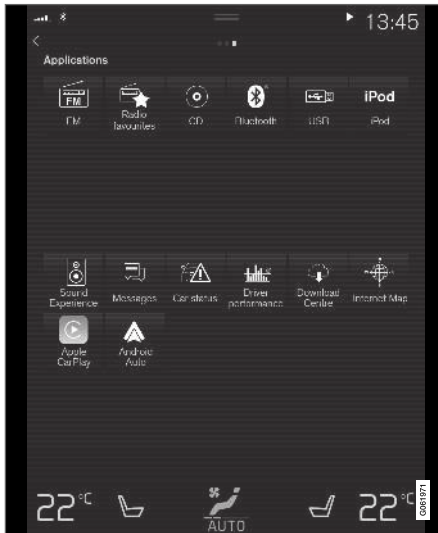 13:45
Applications
FM
iPod
FM
Radio
favourites
CD
Bluetooth
USB
iPod
Sound
Experience
Messages
Car status
Driver
performance
Download
Centre
Internet Map
Apple
CarPlay
Android
Auto
22°C
AUTO
22°C
G061971